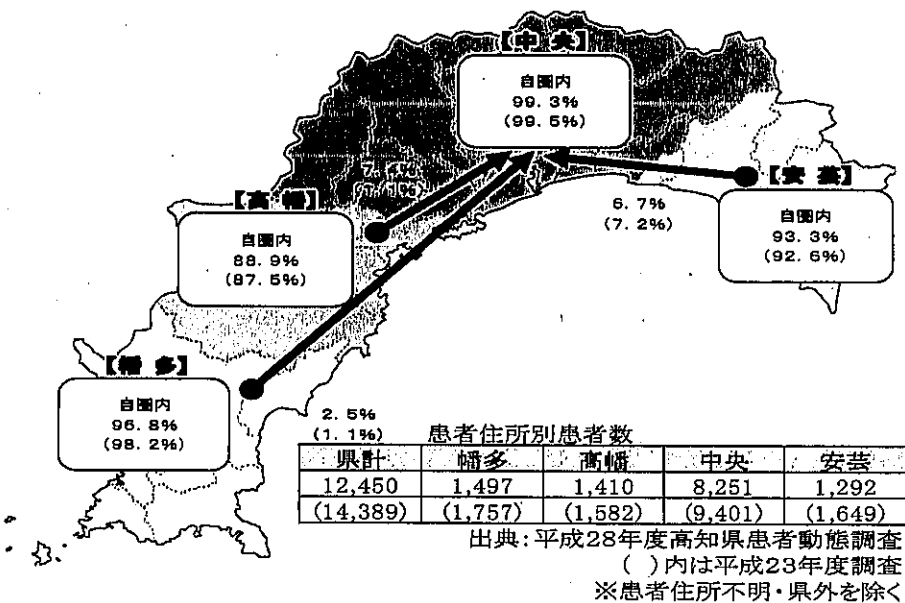 【中 央】
自圏内
99.3%
(99.5%)
7.4%
【高 幡】
自圏内
88.9%
(87.5%)
【安 芸】
自圏内
93.3%
(92.6%)
6.7%
(7.2%)
【幡 多】
自圏内
96.8%
(98.2%)
2.5%
(1.1%)
患者住所別患者数
県計 幡多 高幡 中央 安芸
12,450 1,497 1,410 8,251 1,292
(14,389) (1,757) (1,582) (9,401) (1,649)
出典:平成28年度高知県患者動態調査
( )内は平成23年度調査
※患者住所不明・県外を除く